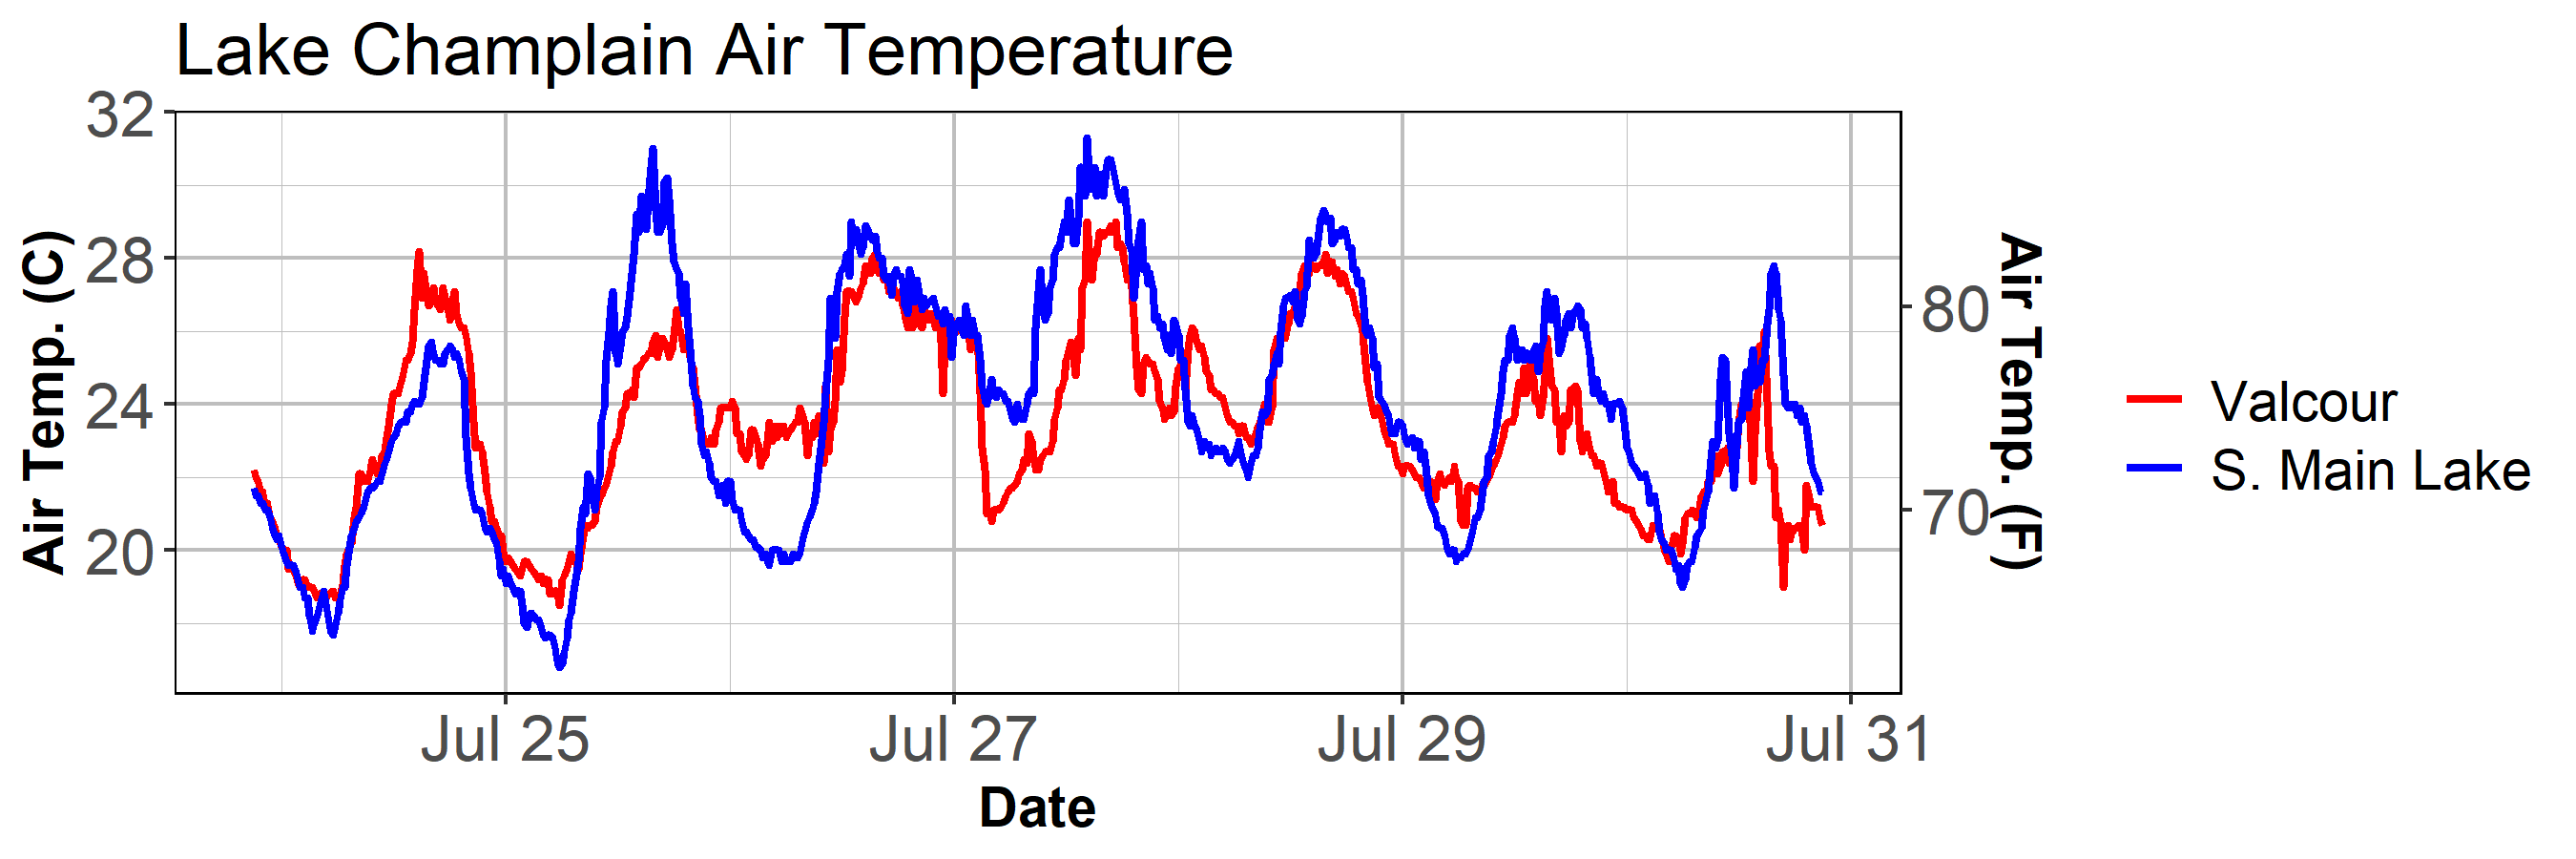 Lake Champlain Air Temperature
Air Temp. (C)
32
28
24
20
Jul 25
Jul 27
Jul 29
Jul 31
Date
80
70
Air Temp. (F)
Valcour
S. Main Lake